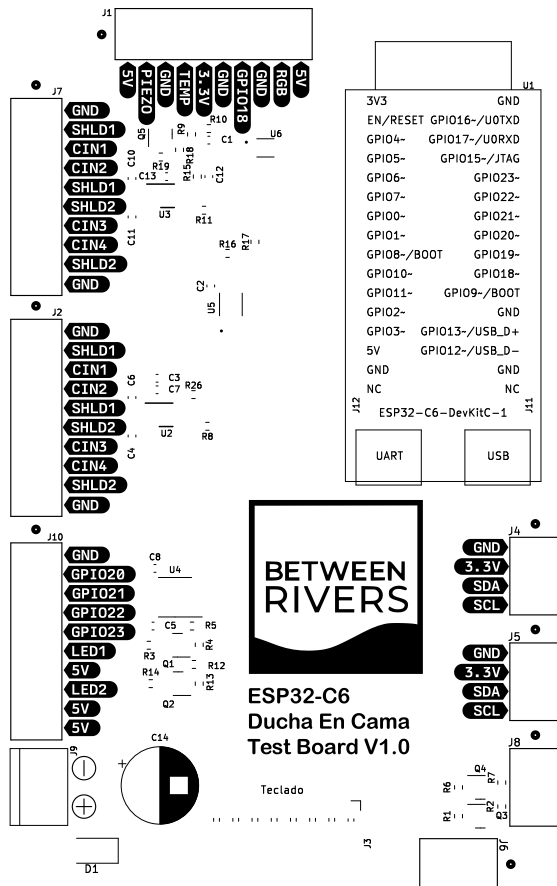 J1
5V
PIEZO
GND
TEMP
3.3V
GND
GPIO18
GND
RGB
5V
J7
GND
SHLD1
CIN1
CIN2
SHLD1
SHLD2
CIN3
CIN4
SHLD2
GND
Q5
R9
R10
C1
U6
C10
R19
R18
R15
C13
C12
U3
R11
C11
R16
R17
C2
U5
U1
3V3 GND
EN/RESET GPIO16~/U0TXD
GPIO4~ GPIO17~/U0RXD
GPIO5~ GPIO15~/JTAG
GPIO6~ GPIO23~
GPIO7~ GPIO22~
GPIO0~ GPIO21~
GPIO1~ GPIO20~
GPIO8~/BOOT GPIO19~
GPIO10~ GPIO18~
GPIO11~ GPIO9~/BOOT
GPIO2~ GND
GPIO3~ GPIO13~/USB_D+
5V GPIO12~/USB_D-
GND GND
NC NC
J12 J11
ESP32-C6-DevKitC-1
UART USB
J2
GND
SHLD1
CIN1
CIN2
SHLD1
SHLD2
CIN3
CIN4
SHLD2
GND
C6
C3
C7
R26
U2
R8
C4
J10
GND
GPIO20
GPIO21
GPIO22
GPIO23
LED1
5V
LED2
5V
5V
C8
U4
C5
R5
R4
R3
Q1
R12
R14
R13
Q2
BETWEEN
RIVERS
ESP32-C6
Ducha En Cama
Test Board V1.0
J4
GND
3.3V
SDA
SCL
J5
GND
3.3V
SDA
SCL
J9
−
+
C14
+
D1
Teclado
J3
J8
Q4
R7
R6
R2
Q3
R1
J6